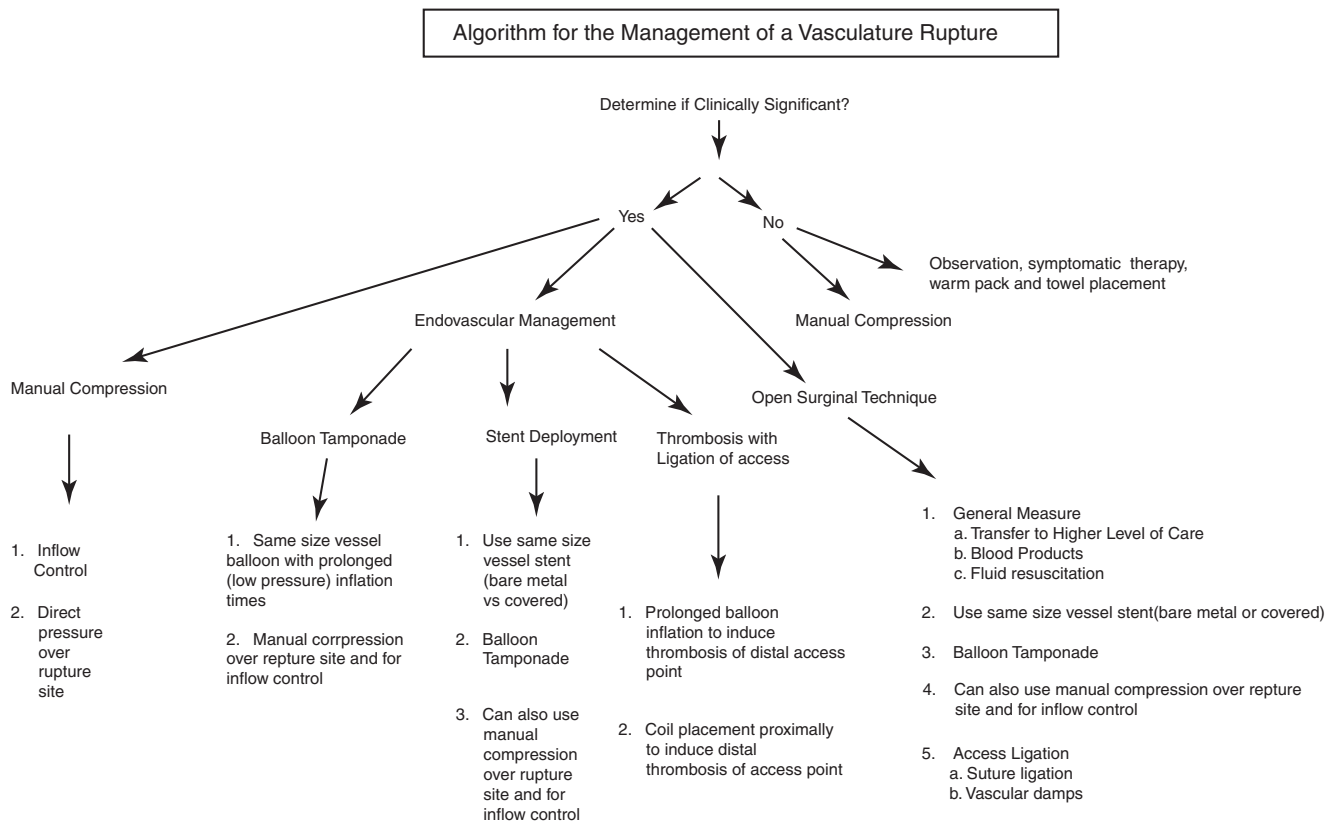 Algorithm for the Management of a Vasculature Rupture
Determine if Clinically Significant?
Yes
No
Observation, symptomatic therapy,
warm pack and towel placement
Manual Compression
Endovascular Management
Manual Compression
Open Surginal Technique
Balloon Tamponade
Stent Deployment
Thrombosis with
Ligation of access
1. Inflow
Control
2. Direct
pressure
over
rupture
site
1. Same size vessel
balloon with prolonged
(low pressure) inflation
times
2. Manual corrpression
over repture site and for
inflow control
1. Use same size
vessel stent
(bare metal
vs covered)
2. Balloon
Tamponade
3. Can also use
manual
compression
over rupture
site and for
inflow control
1. Prolonged balloon
inflation to induce
thrombosis of distal access
point
2. Coil placement proximally
to induce distal
thrombosis of access point
1. General Measure
a. Transfer to Higher Level of Care
b. Blood Products
c. Fluid resuscitation
2. Use same size vessel stent(bare metal or covered)
3. Balloon Tamponade
4. Can also use manual compression over repture
site and for inflow control
5. Access Ligation
a. Suture ligation
b. Vascular damps